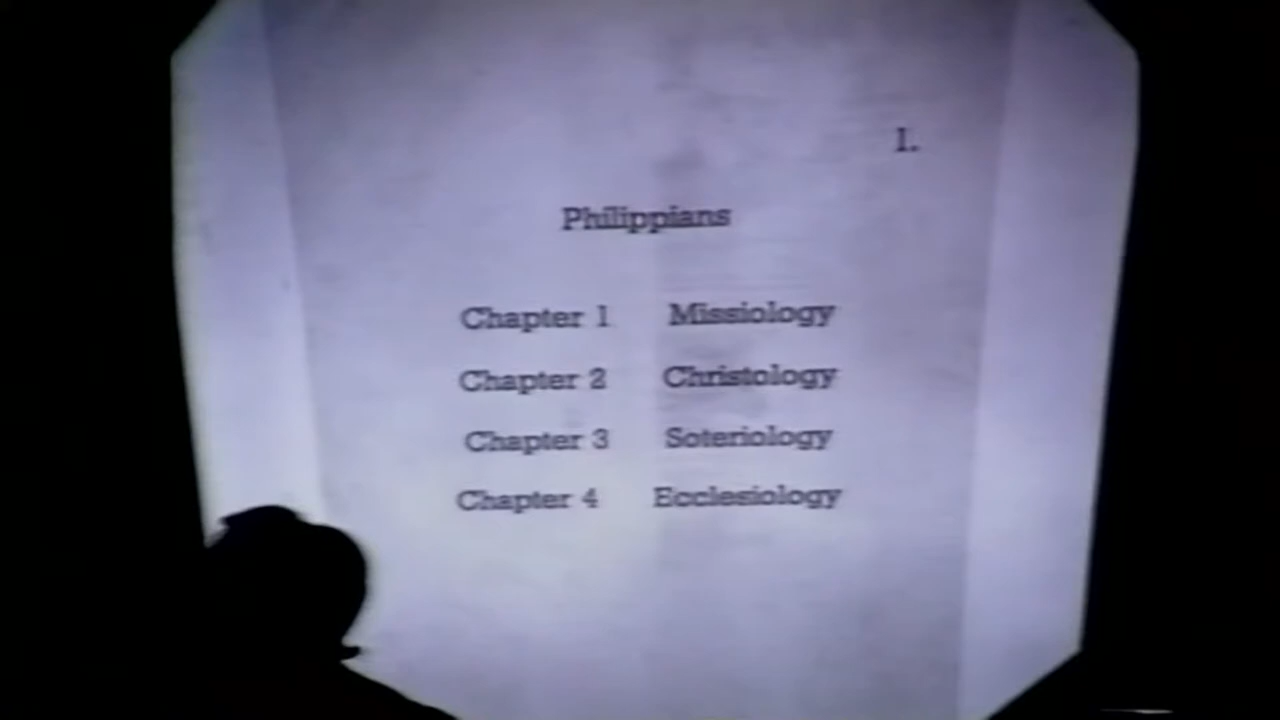 1.
Philippians
Chapter 1 Missiology
Chapter 2 Christology
Chapter 3 Soteriology
Chapter 4 Ecclesiology